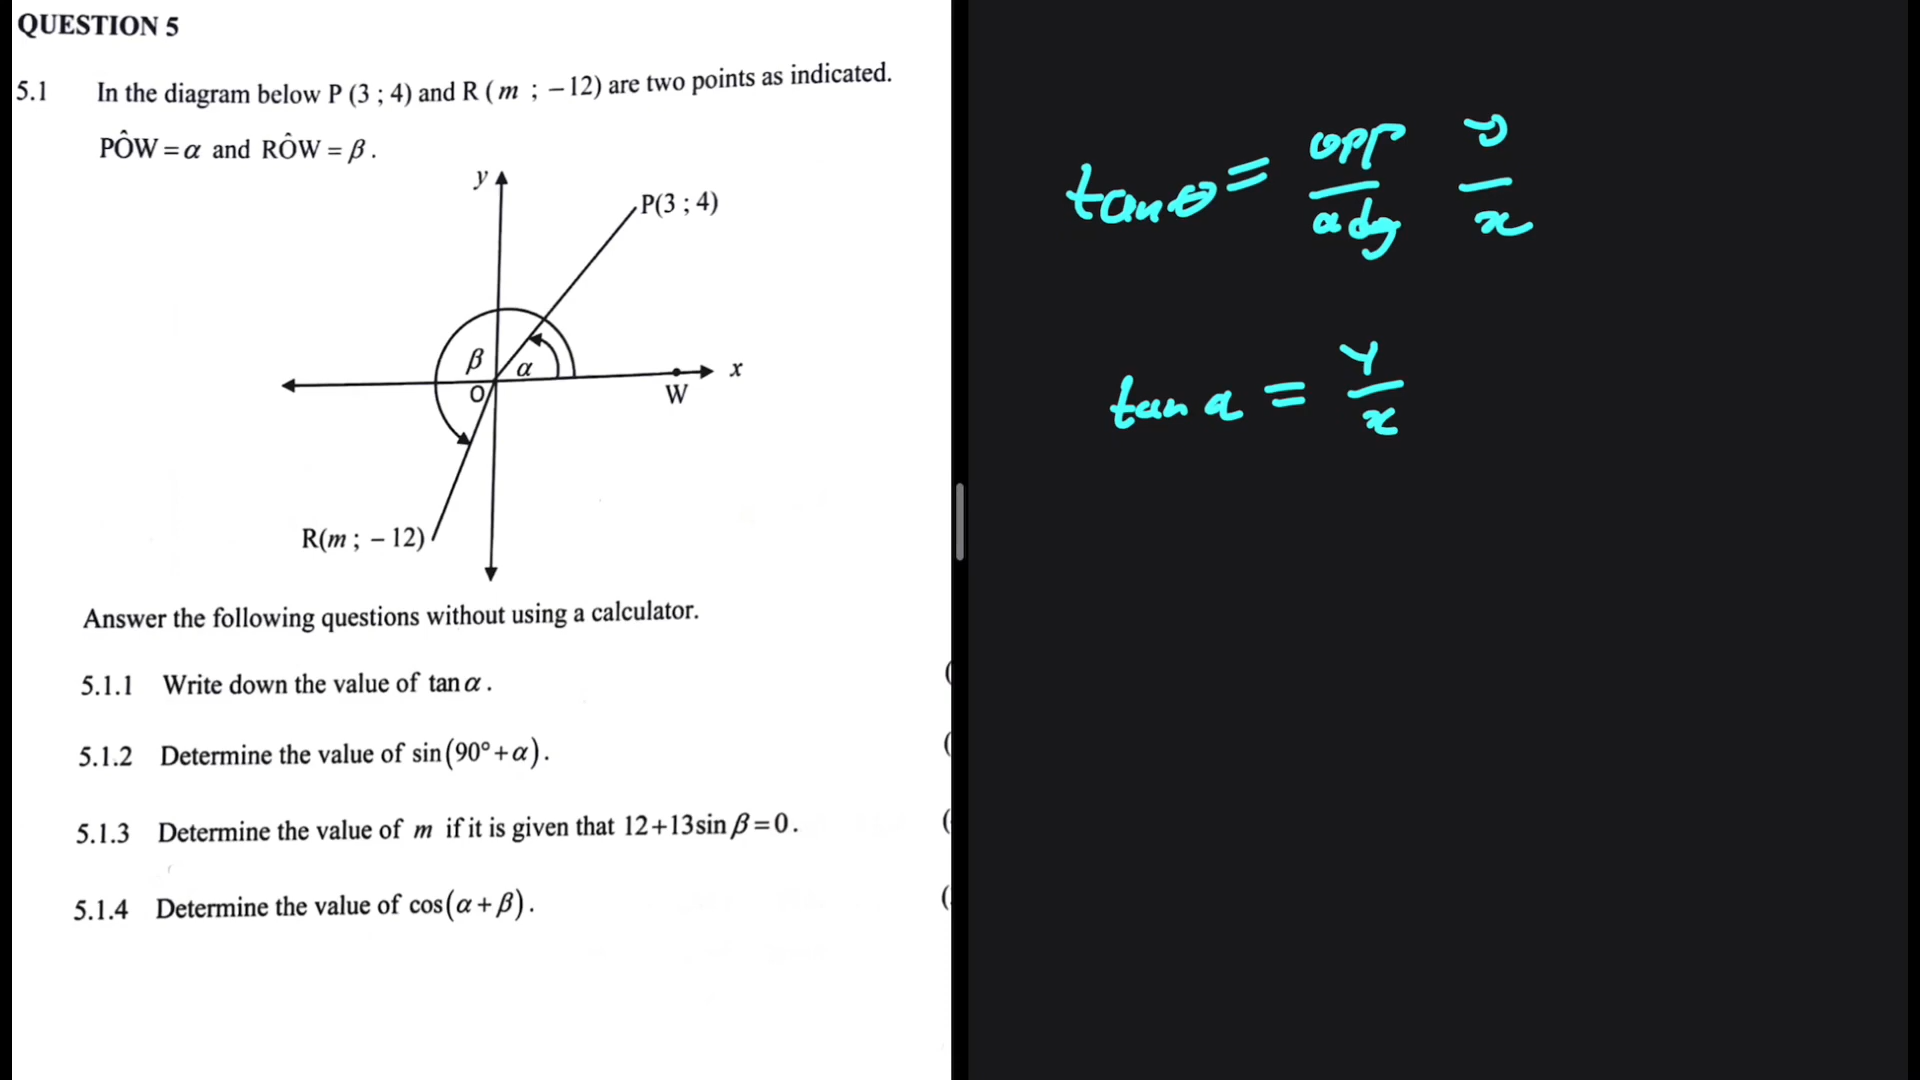 QUESTION 5
5.1 In the diagram below P (3 ; 4) and R ( m ; −12) are two points as indicated.
PÔW = α and RÔW = β .
y
P(3 ; 4)
β
α
x
O
W
R(m ; − 12)
Answer the following questions without using a calculator.
5.1.1 Write down the value of tan α .
5.1.2 Determine the value of sin(90° + α) .
5.1.3 Determine the value of m if it is given that 12 + 13 sin β = 0 .
5.1.4 Determine the value of cos(α + β) .
tan θ = opp/adj y/x
tan α = y/x